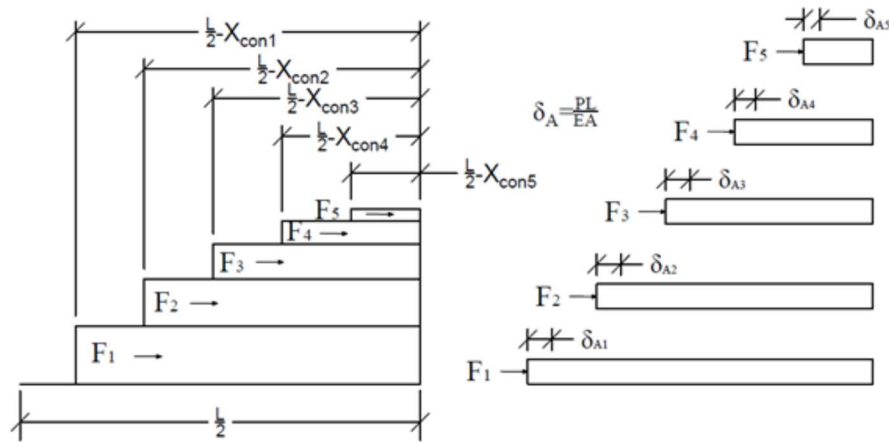 L/2-Xcon1
L/2-Xcon2
L/2-Xcon3
L/2-Xcon4
L/2-Xcon5
F5
F4
F3
F2
F1
L/2
δA=PL/EA
δA5
F5
δA4
F4
δA3
F3
δA2
F2
δA1
F1